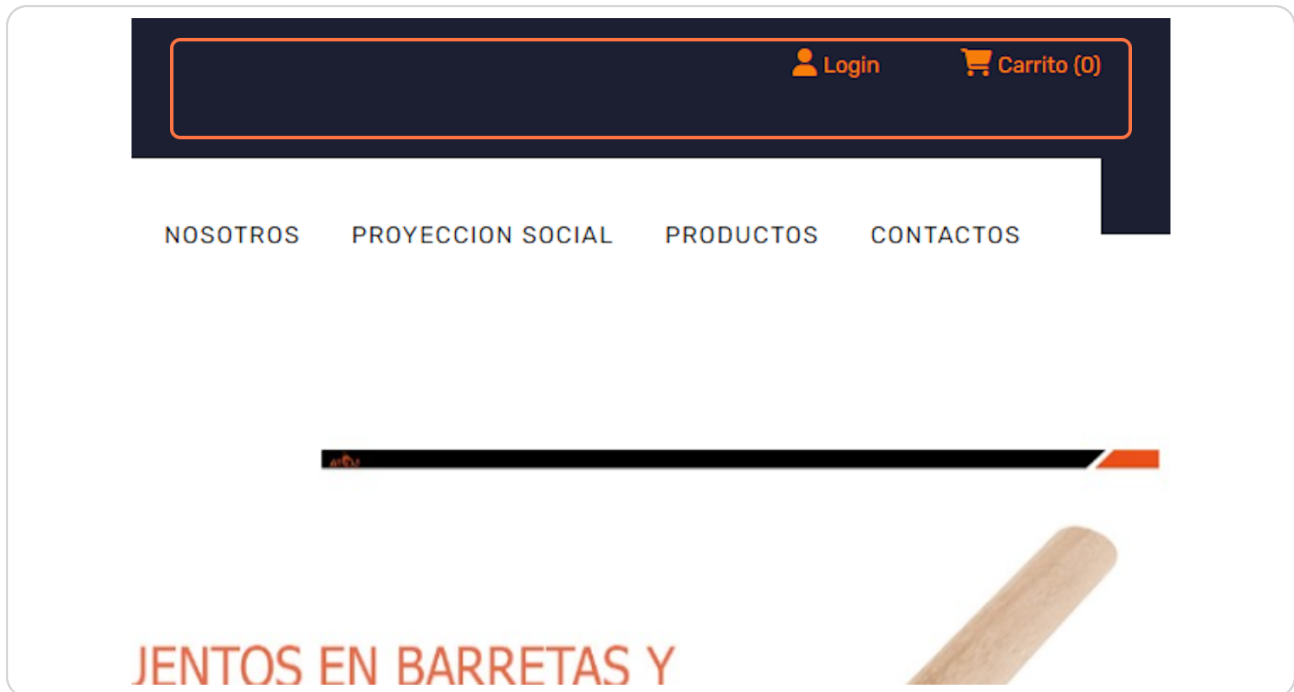 Login Carrito (0)
NOSOTROS PROYECCION SOCIAL PRODUCTOS CONTACTOS
JENTOS EN BARRETAS Y